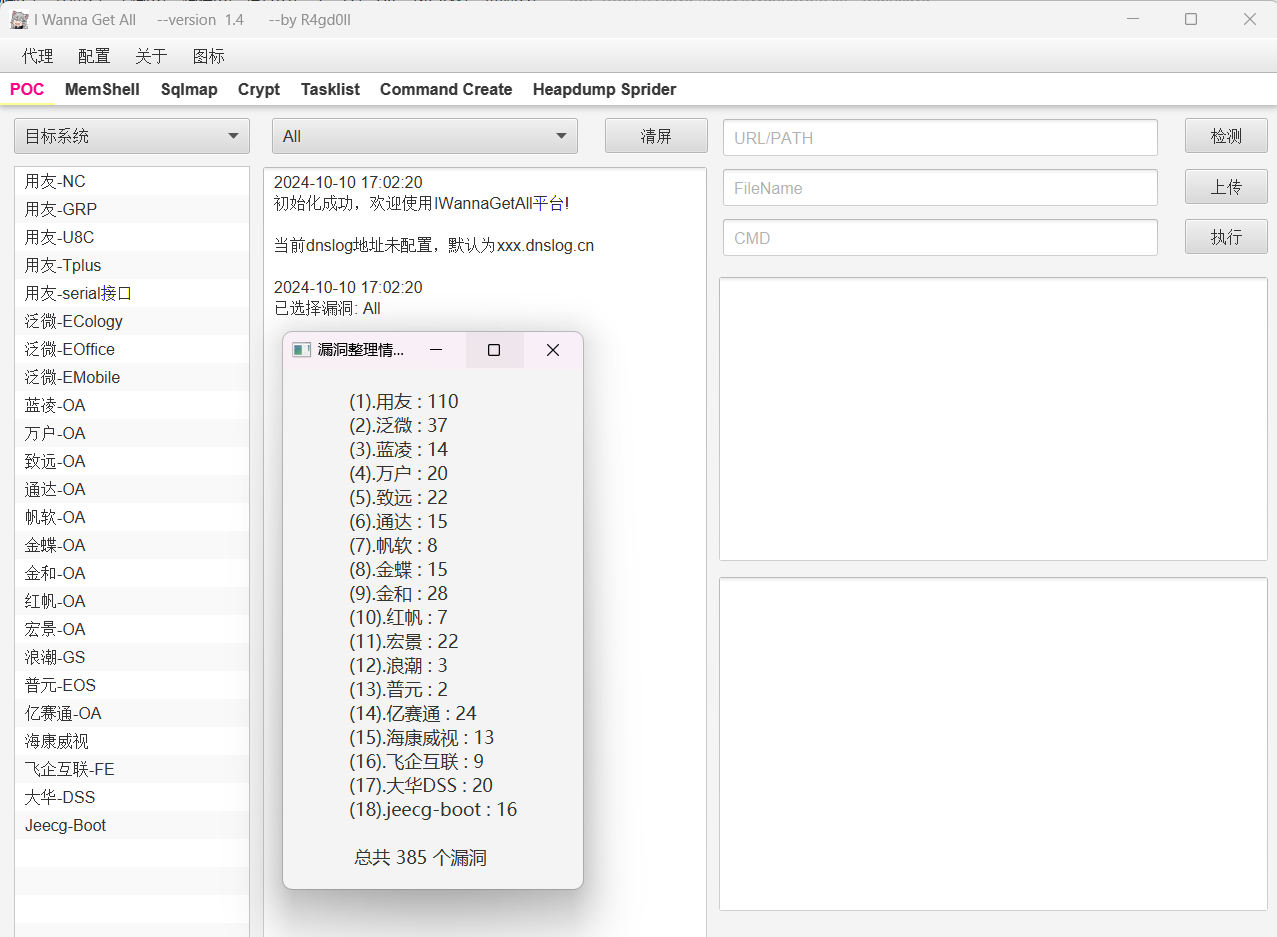 I Wanna Get All --version 1.4 --by R4gd0ll
代理 配置 关于 图标
POC MemShell Sqlmap Crypt Tasklist Command Create Heapdump Sprider
目标系统
用友-NC
用友-GRP
用友-U8C
用友-Tplus
用友-serial接口
泛微-ECology
泛微-EOffice
泛微-EMobile
蓝凌-OA
万户-OA
致远-OA
通达-OA
帆软-OA
金蝶-OA
金和-OA
红帆-OA
宏景-OA
浪潮-GS
普元-EOS
亿赛通-OA
海康威视
飞企互联-FE
大华-DSS
Jeecg-Boot
All
清屏
2024-10-10 17:02:20
初始化成功，欢迎使用IWannaGetAll平台!
当前dnslog地址未配置，默认为xxx.dnslog.cn
2024-10-10 17:02:20
已选择漏洞: All
漏洞整理情...
(1).用友 : 110
(2).泛微 : 37
(3).蓝凌 : 14
(4).万户 : 20
(5).致远 : 22
(6).通达 : 15
(7).帆软 : 8
(8).金蝶 : 15
(9).金和 : 28
(10).红帆 : 7
(11).宏景 : 22
(12).浪潮 : 3
(13).普元 : 2
(14).亿赛通 : 24
(15).海康威视 : 13
(16).飞企互联 : 9
(17).大华DSS : 20
(18).jeecg-boot : 16
总共 385 个漏洞
URL/PATH
检测
FileName
上传
CMD
执行